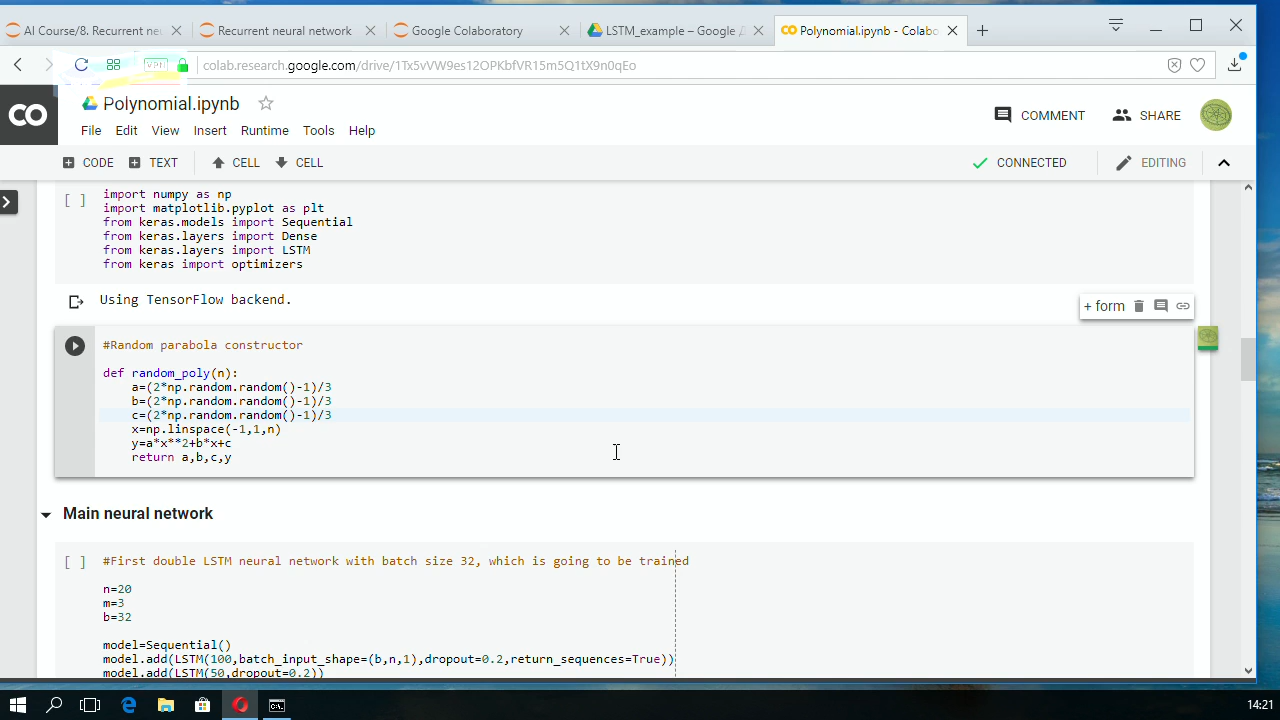 AI Course/8.Recurrent ne
Recurrent neural network
Google Colaboratory
LSTM_example – Google
Polynomial.ipynb - Colabo
VPN
colab.research.google.com/drive/1Tx5vVW9es12OPKbfVR15m5Q1tX9n0qEo
CO
Polynomial.ipynb
COMMENT
SHARE
File Edit View Insert Runtime Tools Help
CODE TEXT CELL CELL
CONNECTED
EDITING
[ ] import numpy as np
import matplotlib.pyplot as plt
from keras.models import Sequential
from keras.layers import Dense
from keras.layers import LSTM
from keras import optimizers
Using TensorFlow backend.
+ form
#Random parabola constructor
def random_poly(n):
    a=(2*np.random.random()-1)/3
    b=(2*np.random.random()-1)/3
    c=(2*np.random.random()-1)/3
    x=np.linspace(-1,1,n)
    y=a*x**2+b*x+c
    return a,b,c,y
Main neural network
[ ] #First double LSTM neural network with batch size 32, which is going to be trained
n=20
m=3
b=32
model=Sequential()
model.add(LSTM(100,batch_input_shape=(b,n,1),dropout=0.2,return_sequences=True))
model.add(LSTM(50,dropout=0.2))
14:21